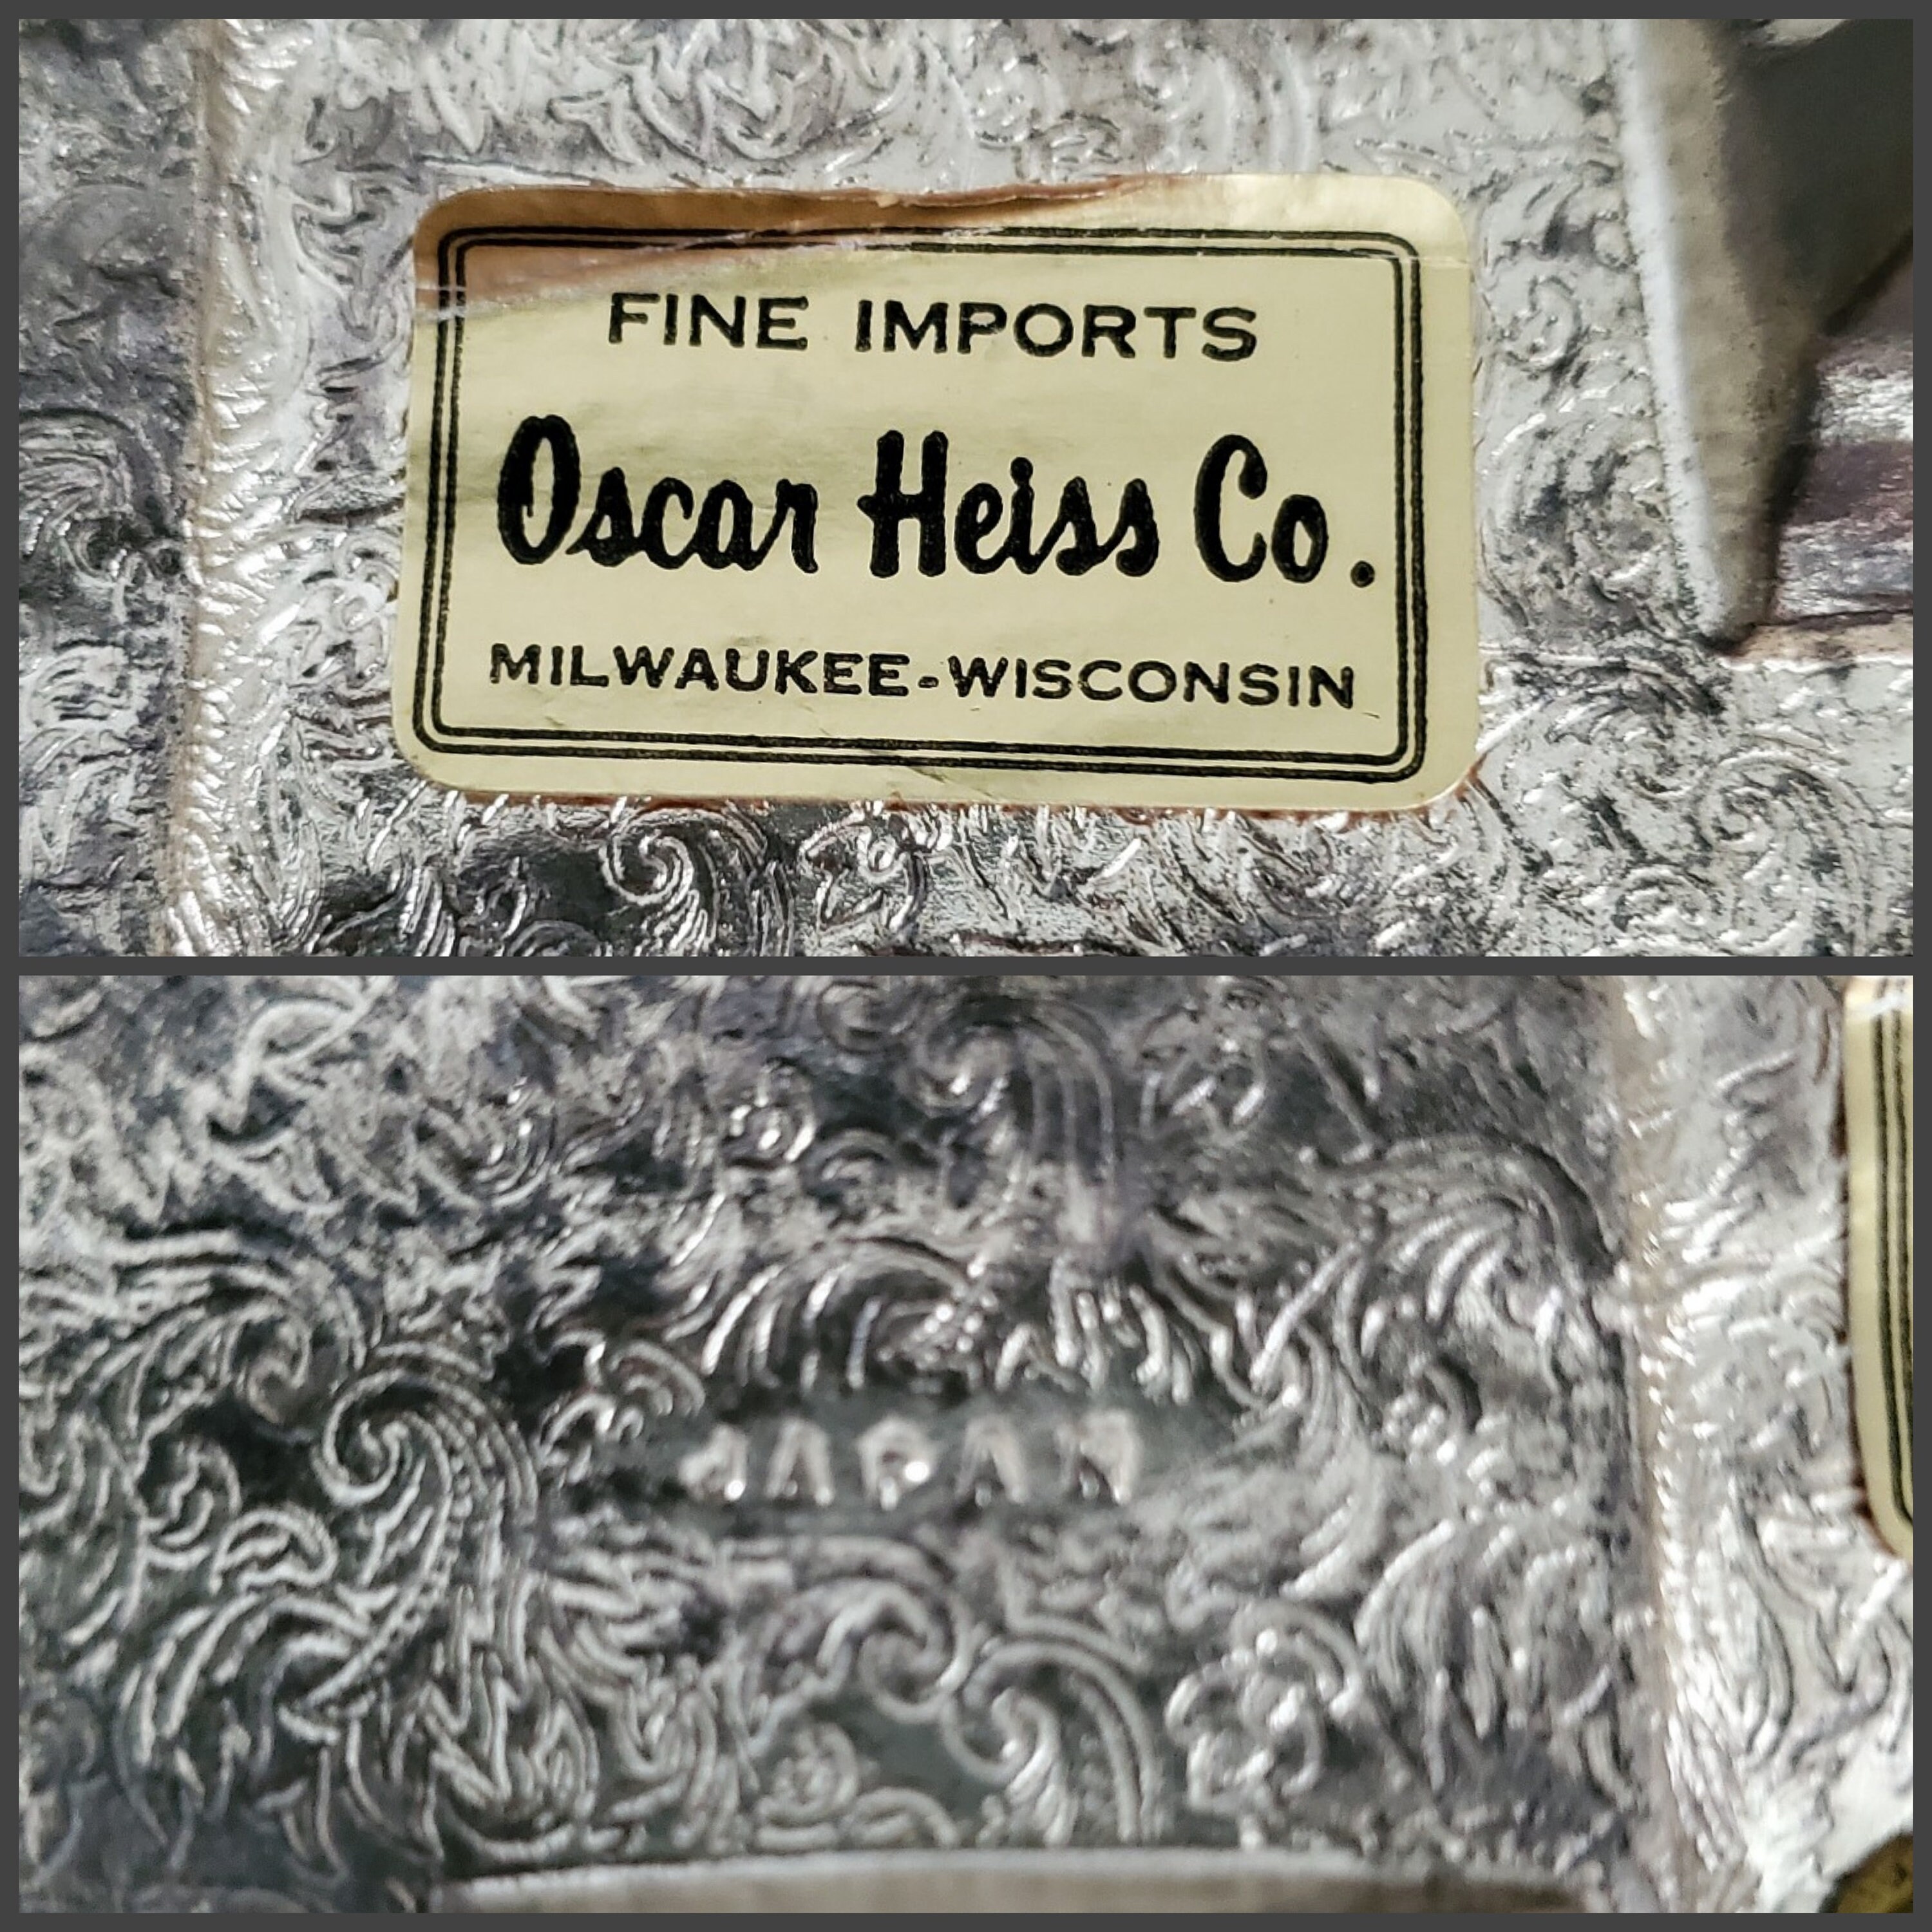 FINE IMPORTS
Oscar Heiss Co.
MILWAUKEE-WISCONSIN
JAPAN